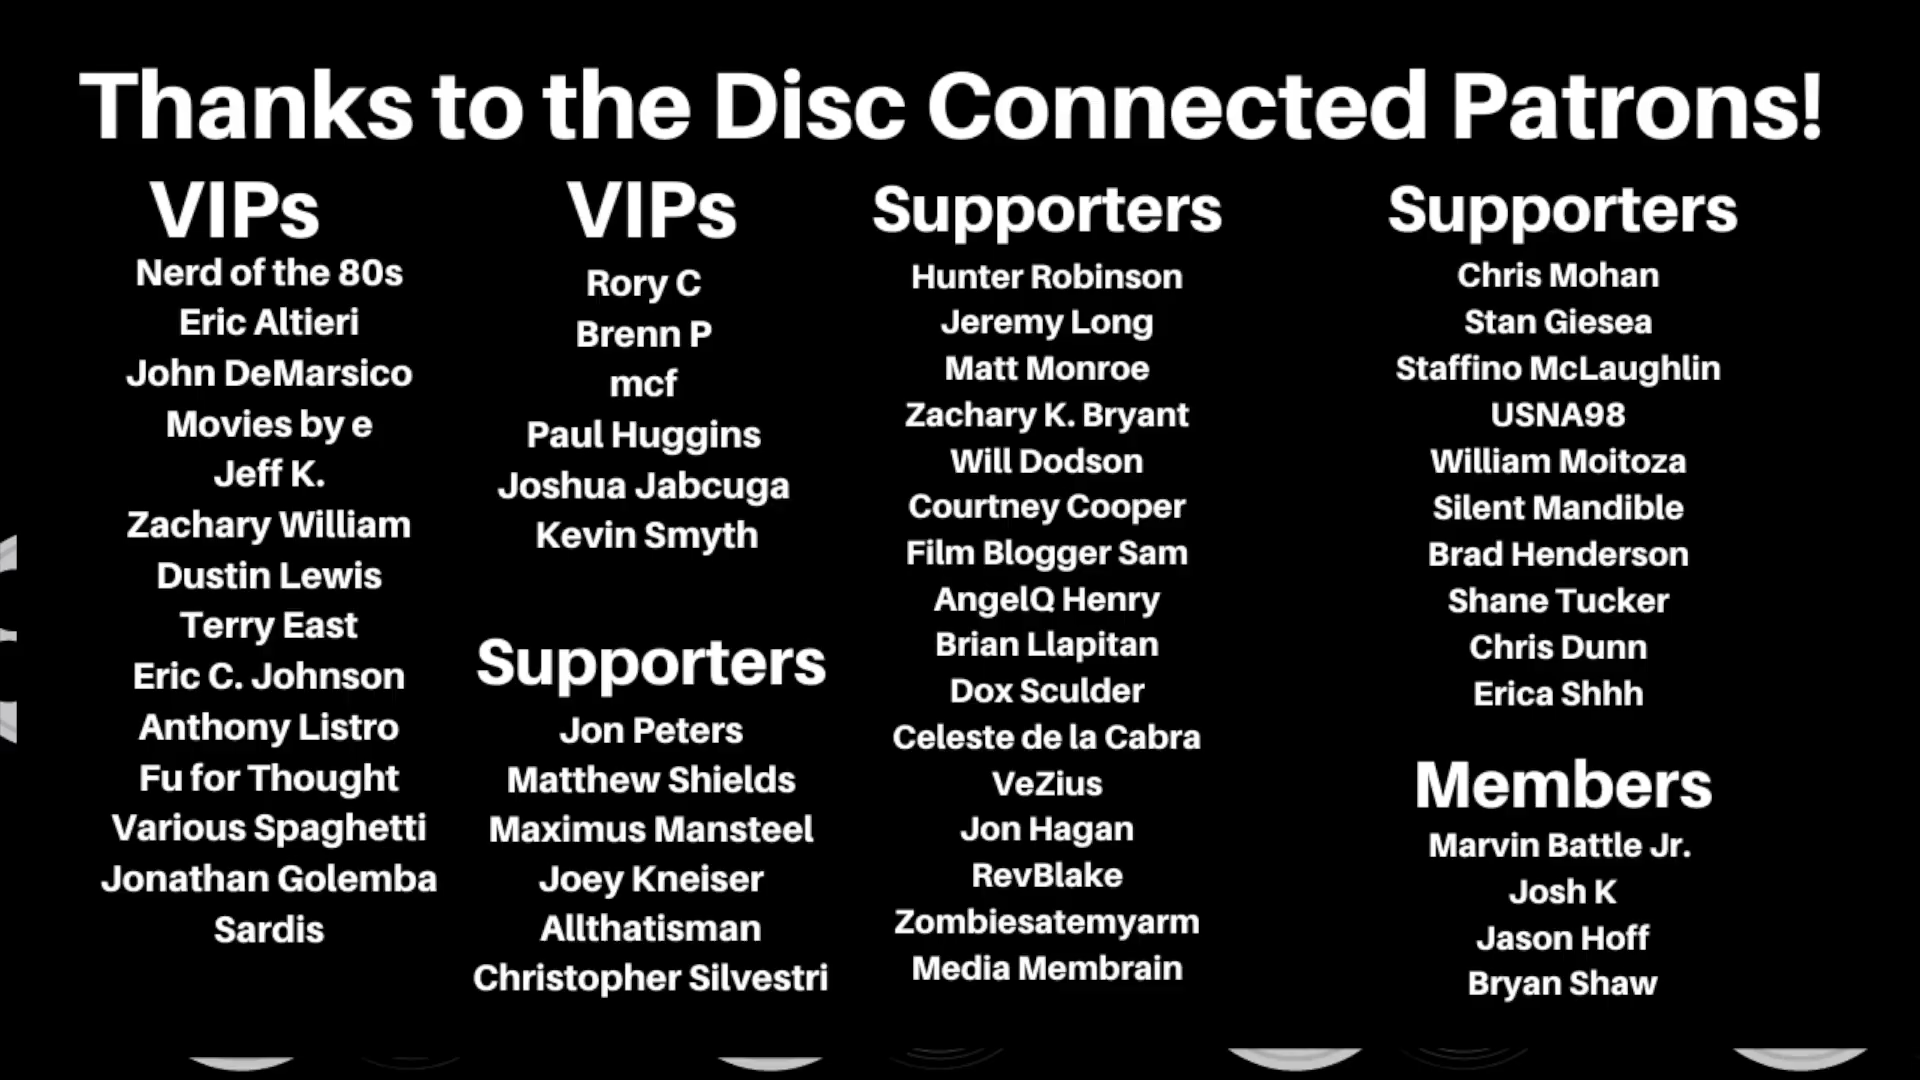 Thanks to the Disc Connected Patrons!
VIPs
Nerd of the 80s
Eric Altieri
John DeMarsico
Movies by e
Jeff K.
Zachary William
Dustin Lewis
Terry East
Eric C. Johnson
Anthony Listro
Fu for Thought
Various Spaghetti
Jonathan Golemba
Sardis
VIPs
Rory C
Brenn P
mcf
Paul Huggins
Joshua Jabcuga
Kevin Smyth
Supporters
Jon Peters
Matthew Shields
Maximus Mansteel
Joey Kneiser
Allthatisman
Christopher Silvestri
Supporters
Hunter Robinson
Jeremy Long
Matt Monroe
Zachary K. Bryant
Will Dodson
Courtney Cooper
Film Blogger Sam
AngelQ Henry
Brian Llapitan
Dox Sculder
Celeste de la Cabra
VeZius
Jon Hagan
RevBlake
Zombiesatemyarm
Media Membrain
Supporters
Chris Mohan
Stan Giesea
Staffino McLaughlin
USNA98
William Moitoza
Silent Mandible
Brad Henderson
Shane Tucker
Chris Dunn
Erica Shhh
Members
Marvin Battle Jr.
Josh K
Jason Hoff
Bryan Shaw